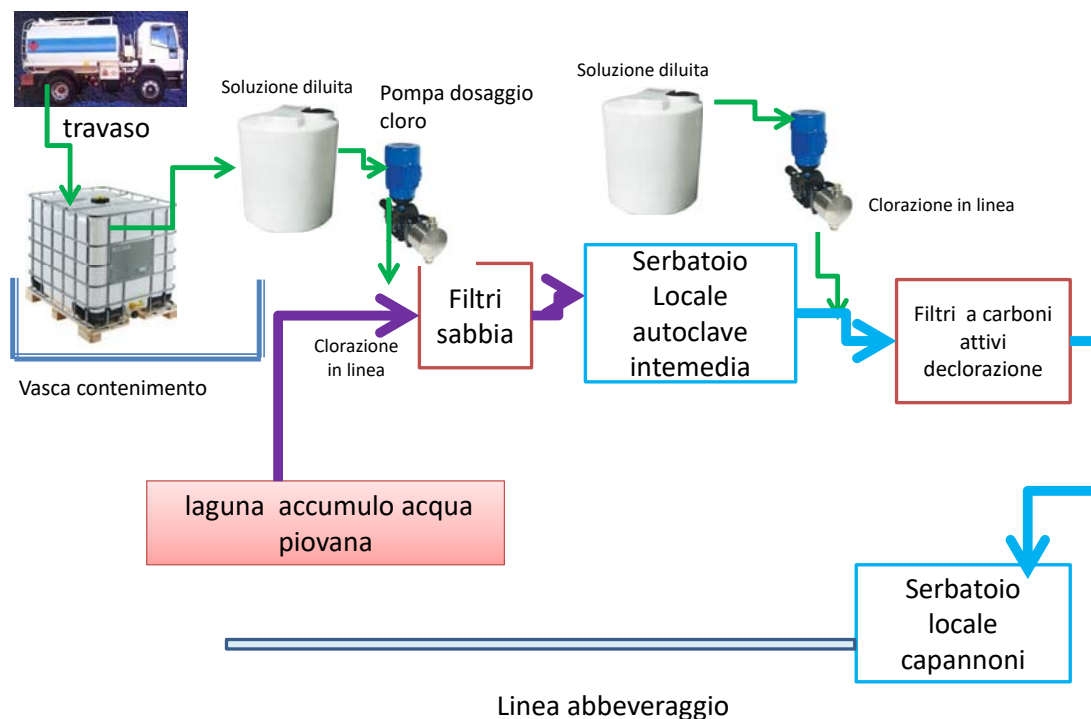 travaso
Soluzione diluita
Pompa dosaggio
cloro
Soluzione diluita
Clorazione in linea
Vasca contenimento
Clorazione
in linea
Filtri
sabbia
Serbatoio
Locale
autoclave
intemedia
Filtri a carboni
attivi
declorazione
laguna accumulo acqua
piovana
Serbatoio
locale
capannoni
Linea abbeveraggio